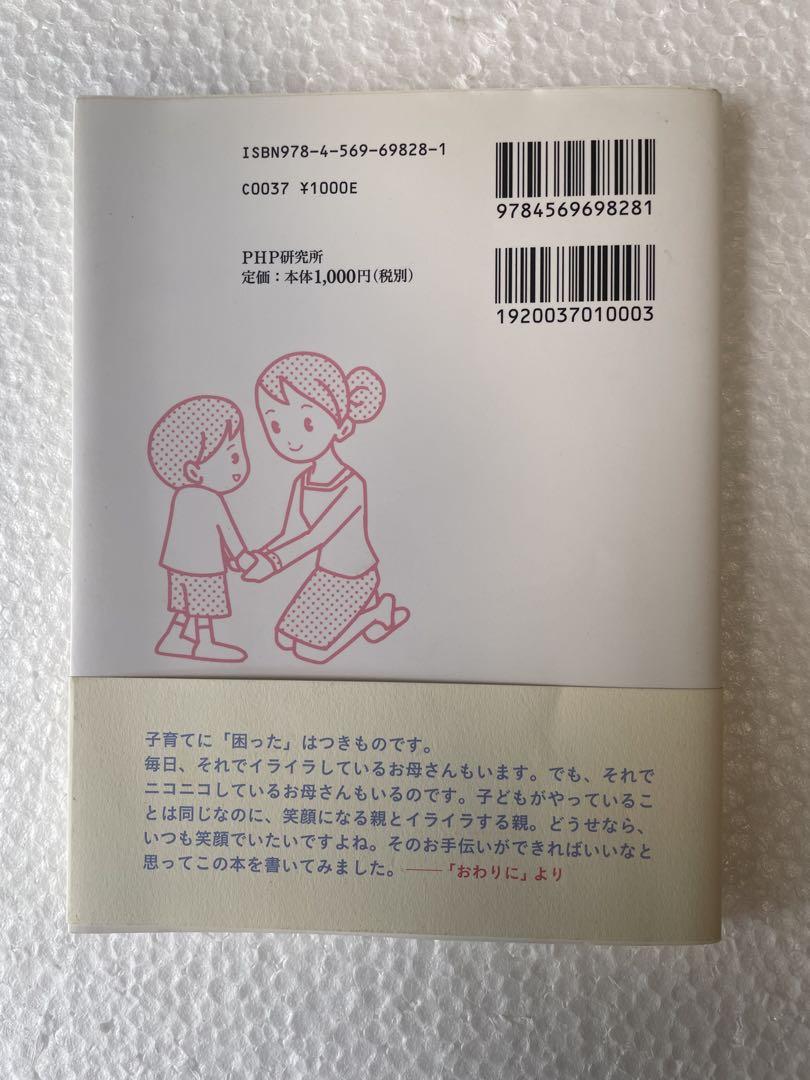 ISBN978-4-569-69828-1
C0037 ¥1000E
9784569698281
PHP研究所
定価：本体1,000円（税別）
1920037010003
子育てに「困った」はつきものです。
毎日、それでイライラしているお母さんもいます。でも、それで
ニコニコしているお母さんもいるのです。子どもがやっているこ
とは同じなのに、笑顔になる親とイライラする親。どうせなら、
いつも笑顔でいたいですよね。そのお手伝いができればいいなと
思ってこの本を書いてみました。――「おわりに」より